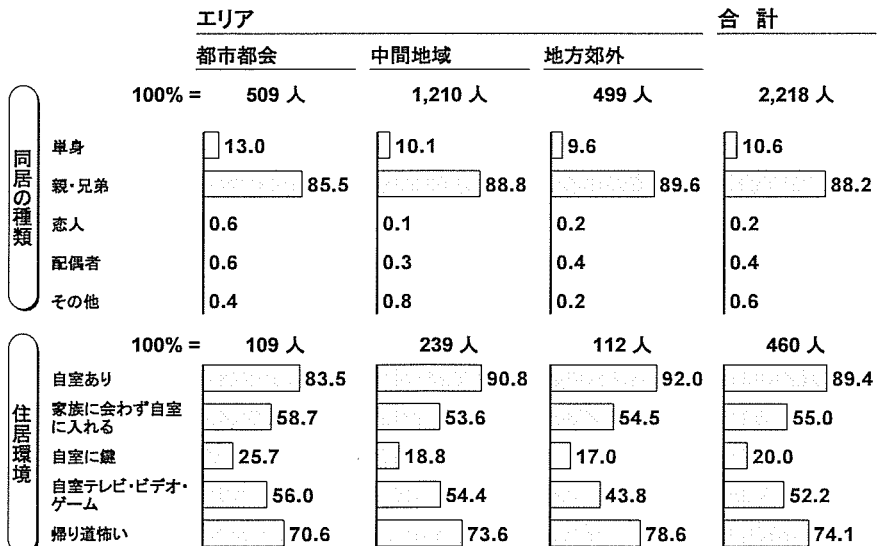 エリア 合 計
都市都会 中間地域 地方郊外
100% = 509 人 1,210 人 499 人 2,218 人
同居の種類
単身 13.0 10.1 9.6 10.6
親・兄弟 85.5 88.8 89.6 88.2
恋人 0.6 0.1 0.2 0.2
配偶者 0.6 0.3 0.4 0.4
その他 0.4 0.8 0.2 0.6
100% = 109 人 239 人 112 人 460 人
住居環境
自室あり 83.5 90.8 92.0 89.4
家族に会わず自室
に入れる 58.7 53.6 54.5 55.0
自室に鍵 25.7 18.8 17.0 20.0
自室テレビ・ビデオ・
ゲーム 56.0 54.4 43.8 52.2
帰り道怖い 70.6 73.6 78.6 74.1